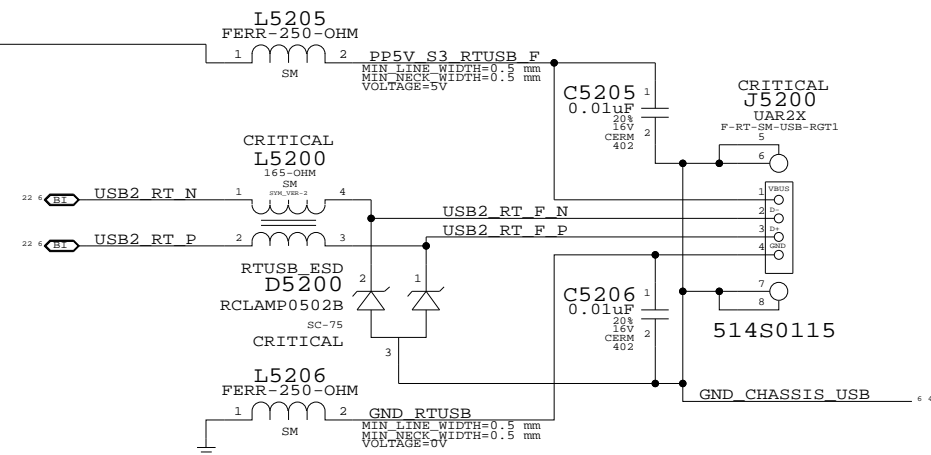 L5205
FERR-250-OHM
1 2
SM
PP5V_S3_RTUSB_F
MIN_LINE_WIDTH=0.5 mm
MIN_NECK_WIDTH=0.5 mm
VOLTAGE=5V
C5205
0.01uF
20%
16V
CERM
402
1
2
CRITICAL
J5200
UAR2X
F-RT-SM-USB-RGT1
5
6
CRITICAL
L5200
165-OHM
SM
SYM_VER-2
1 4
2 3
22 6 BI USB2_RT_N
22 6 BI USB2_RT_P
USB2_RT_F_N
USB2_RT_F_P
1 VBUS
2 D-
3 D+
4 GND
7
8
514S0115
RTUSB_ESD
D5200
RCLAMP0502B
SC-75
CRITICAL
2 1
3
C5206
0.01uF
20%
16V
CERM
402
1
2
GND_CHASSIS_USB
6 4
L5206
FERR-250-OHM
1 2
SM
GND_RTUSB
MIN_LINE_WIDTH=0.5 mm
MIN_NECK_WIDTH=0.5 mm
VOLTAGE=0V